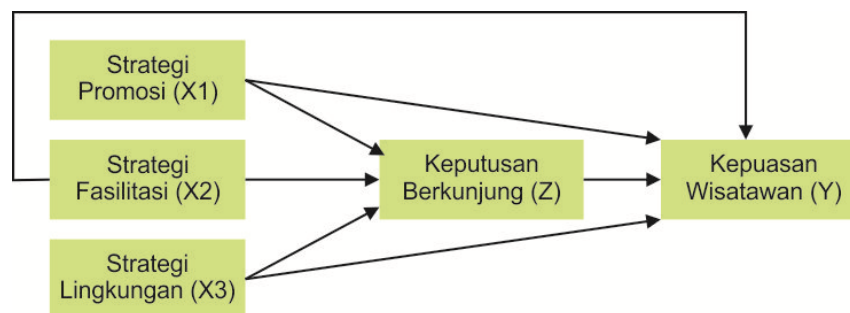 Strategi
Promosi (X1)
Strategi
Fasilitasi (X2)
Strategi
Lingkungan (X3)
Keputusan
Berkunjung (Z)
Kepuasan
Wisatawan (Y)